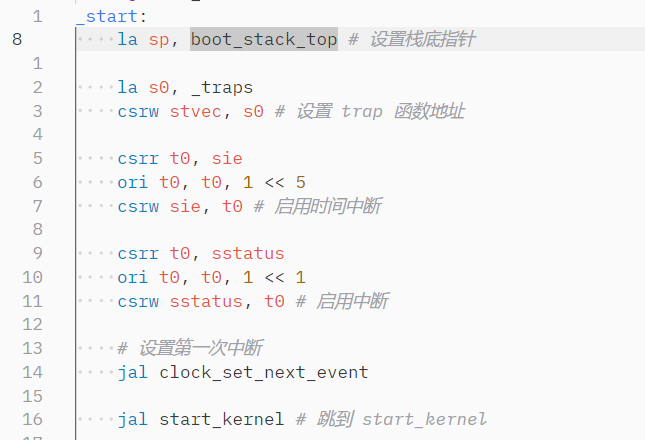 1 _start:
8 la sp, boot_stack_top # 设置栈底指针
1
2 la s0, _traps
3 csrw stvec, s0 # 设置 trap 函数地址
4
5 csrr t0, sie
6 ori t0, t0, 1 << 5
7 csrw sie, t0 # 启用时间中断
8
9 csrr t0, sstatus
10 ori t0, t0, 1 << 1
11 csrw sstatus, t0 # 启用中断
12
13 # 设置第一次中断
14 jal clock_set_next_event
15
16 jal start_kernel # 跳到 start_kernel